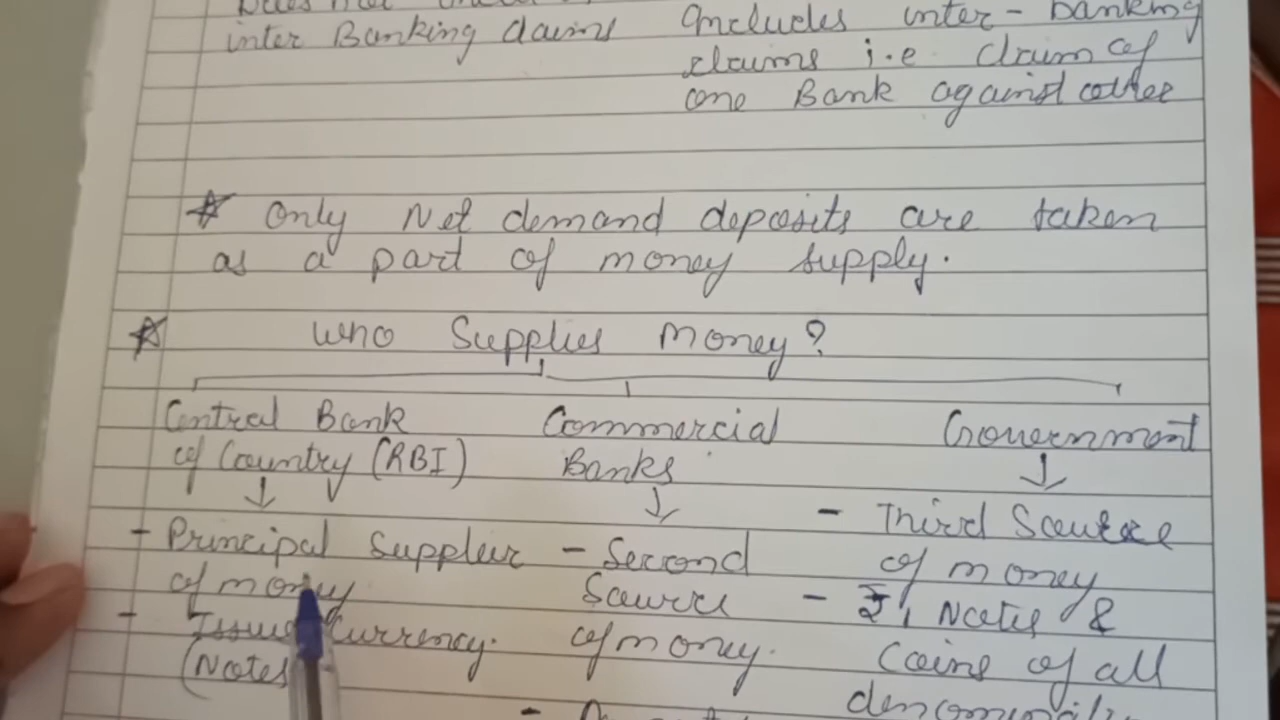 inter Banking claims
Includes inter-banking
claims i.e. claim of
one Bank against other
* Only Net demand deposits are taken
as a part of money supply.
* Who Supplies Money?
Central Bank
of Country (RBI)
↓
- Principal Supplier
of money
- Issue Currency.
(Notes
Commercial
Banks
↓
- Second
Source
of money.
Government
↓
- Third Source
of money
- ₹1 Notes &
Coins of all